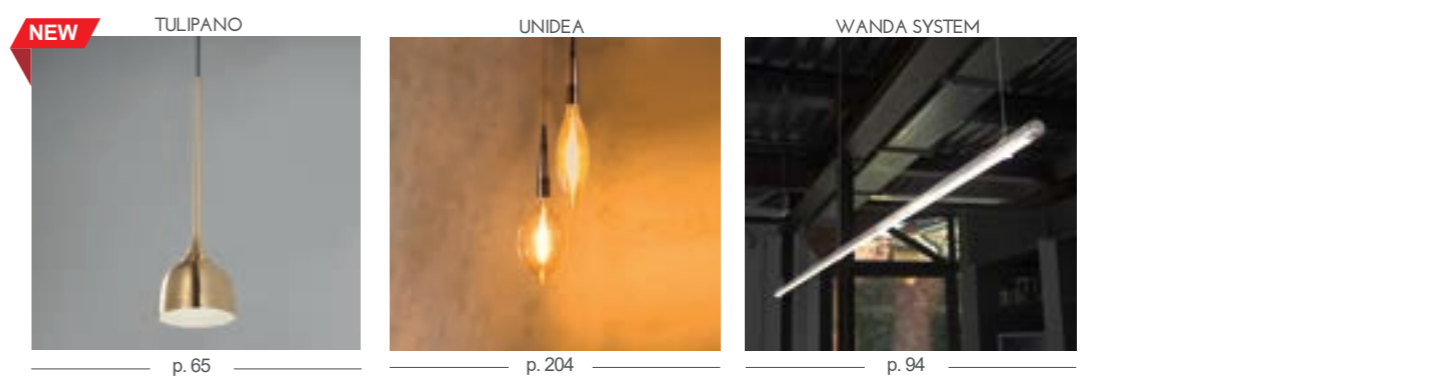 NEW
TULIPANO
UNIDEA
WANDA SYSTEM
p. 65
p. 204
p. 94